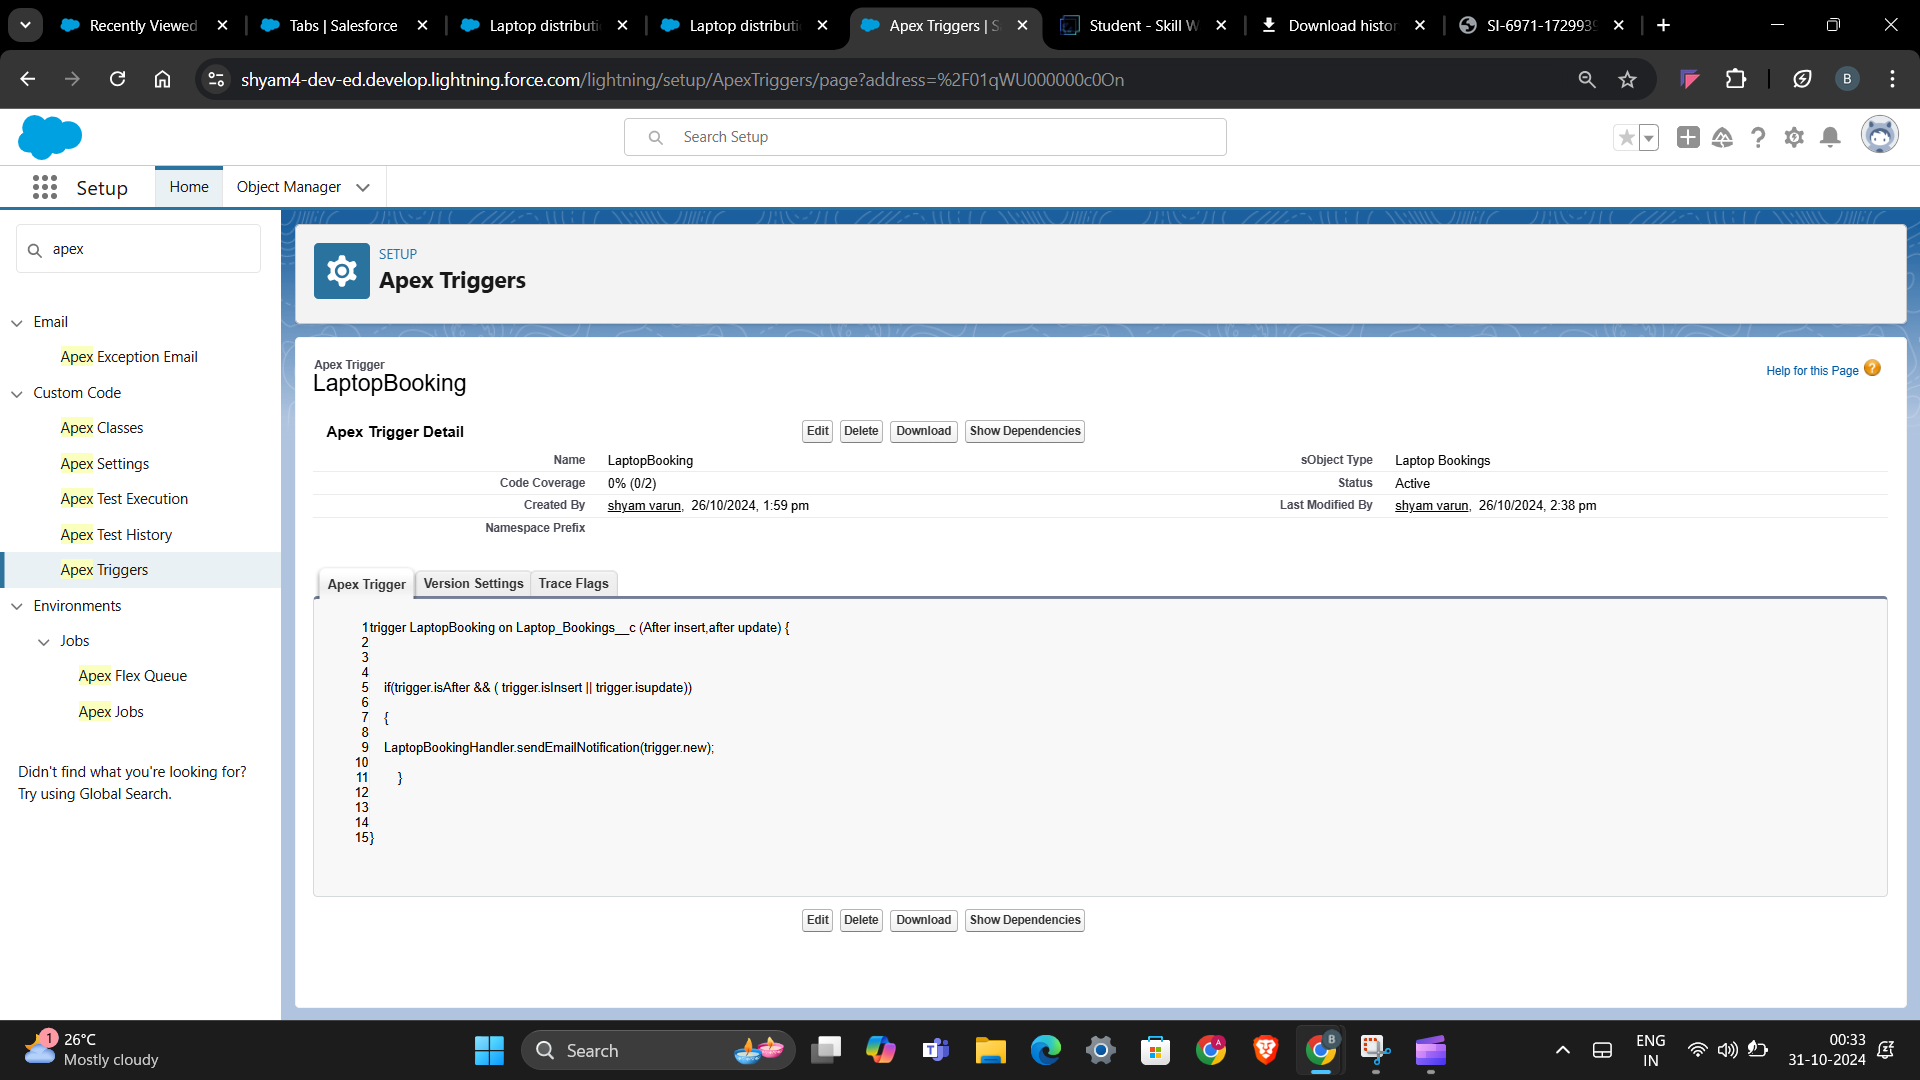 Recently Viewed
Tabs | Salesforce
Laptop distributi
Laptop distributi
Apex Triggers | S
Student - Skill W
Download histor
SI-6971-1729939
shyam4-dev-ed.develop.lightning.force.com/lightning/setup/ApexTriggers/page?address=%2F01qWU000000c0On
B
Search Setup
Setup
Home
Object Manager
apex
Email
Apex Exception Email
Custom Code
Apex Classes
Apex Settings
Apex Test Execution
Apex Test History
Apex Triggers
Environments
Jobs
Apex Flex Queue
Apex Jobs
Didn't find what you're looking for?
Try using Global Search.
SETUP
Apex Triggers
Apex Trigger
LaptopBooking
Help for this Page ?
Apex Trigger Detail
Edit Delete Download Show Dependencies
Name LaptopBooking sObject Type Laptop Bookings
Code Coverage 0% (0/2) Status Active
Created By shyam varun, 26/10/2024, 1:59 pm Last Modified By shyam varun, 26/10/2024, 2:38 pm
Namespace Prefix
Apex Trigger Version Settings Trace Flags
1 trigger LaptopBooking on Laptop_Bookings__c (After insert,after update) {
2
3
4
5 if(trigger.isAfter && ( trigger.isInsert || trigger.isupdate))
6
7 {
8
9 LaptopBookingHandler.sendEmailNotification(trigger.new);
10
11 }
12
13
14
15 }
Edit Delete Download Show Dependencies
1
26°C
Mostly cloudy
Search
A
B
ENG
IN
00:33
31-10-2024